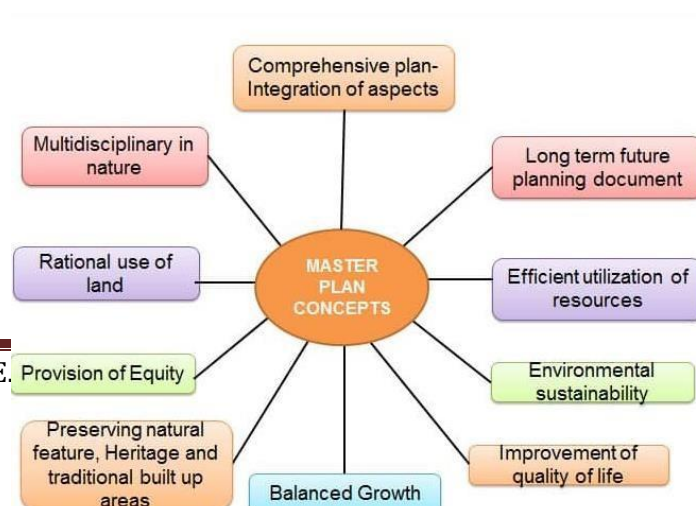 Comprehensive plan-
Integration of aspects
Multidisciplinary in
nature
Long term future
planning document
Rational use of
land
MASTER
PLAN
CONCEPTS
Efficient utilization of
resources
E.
Provision of Equity
Environmental
sustainability
Preserving natural
feature, Heritage and
traditional built up
areas
Improvement of
quality of life
Balanced Growth